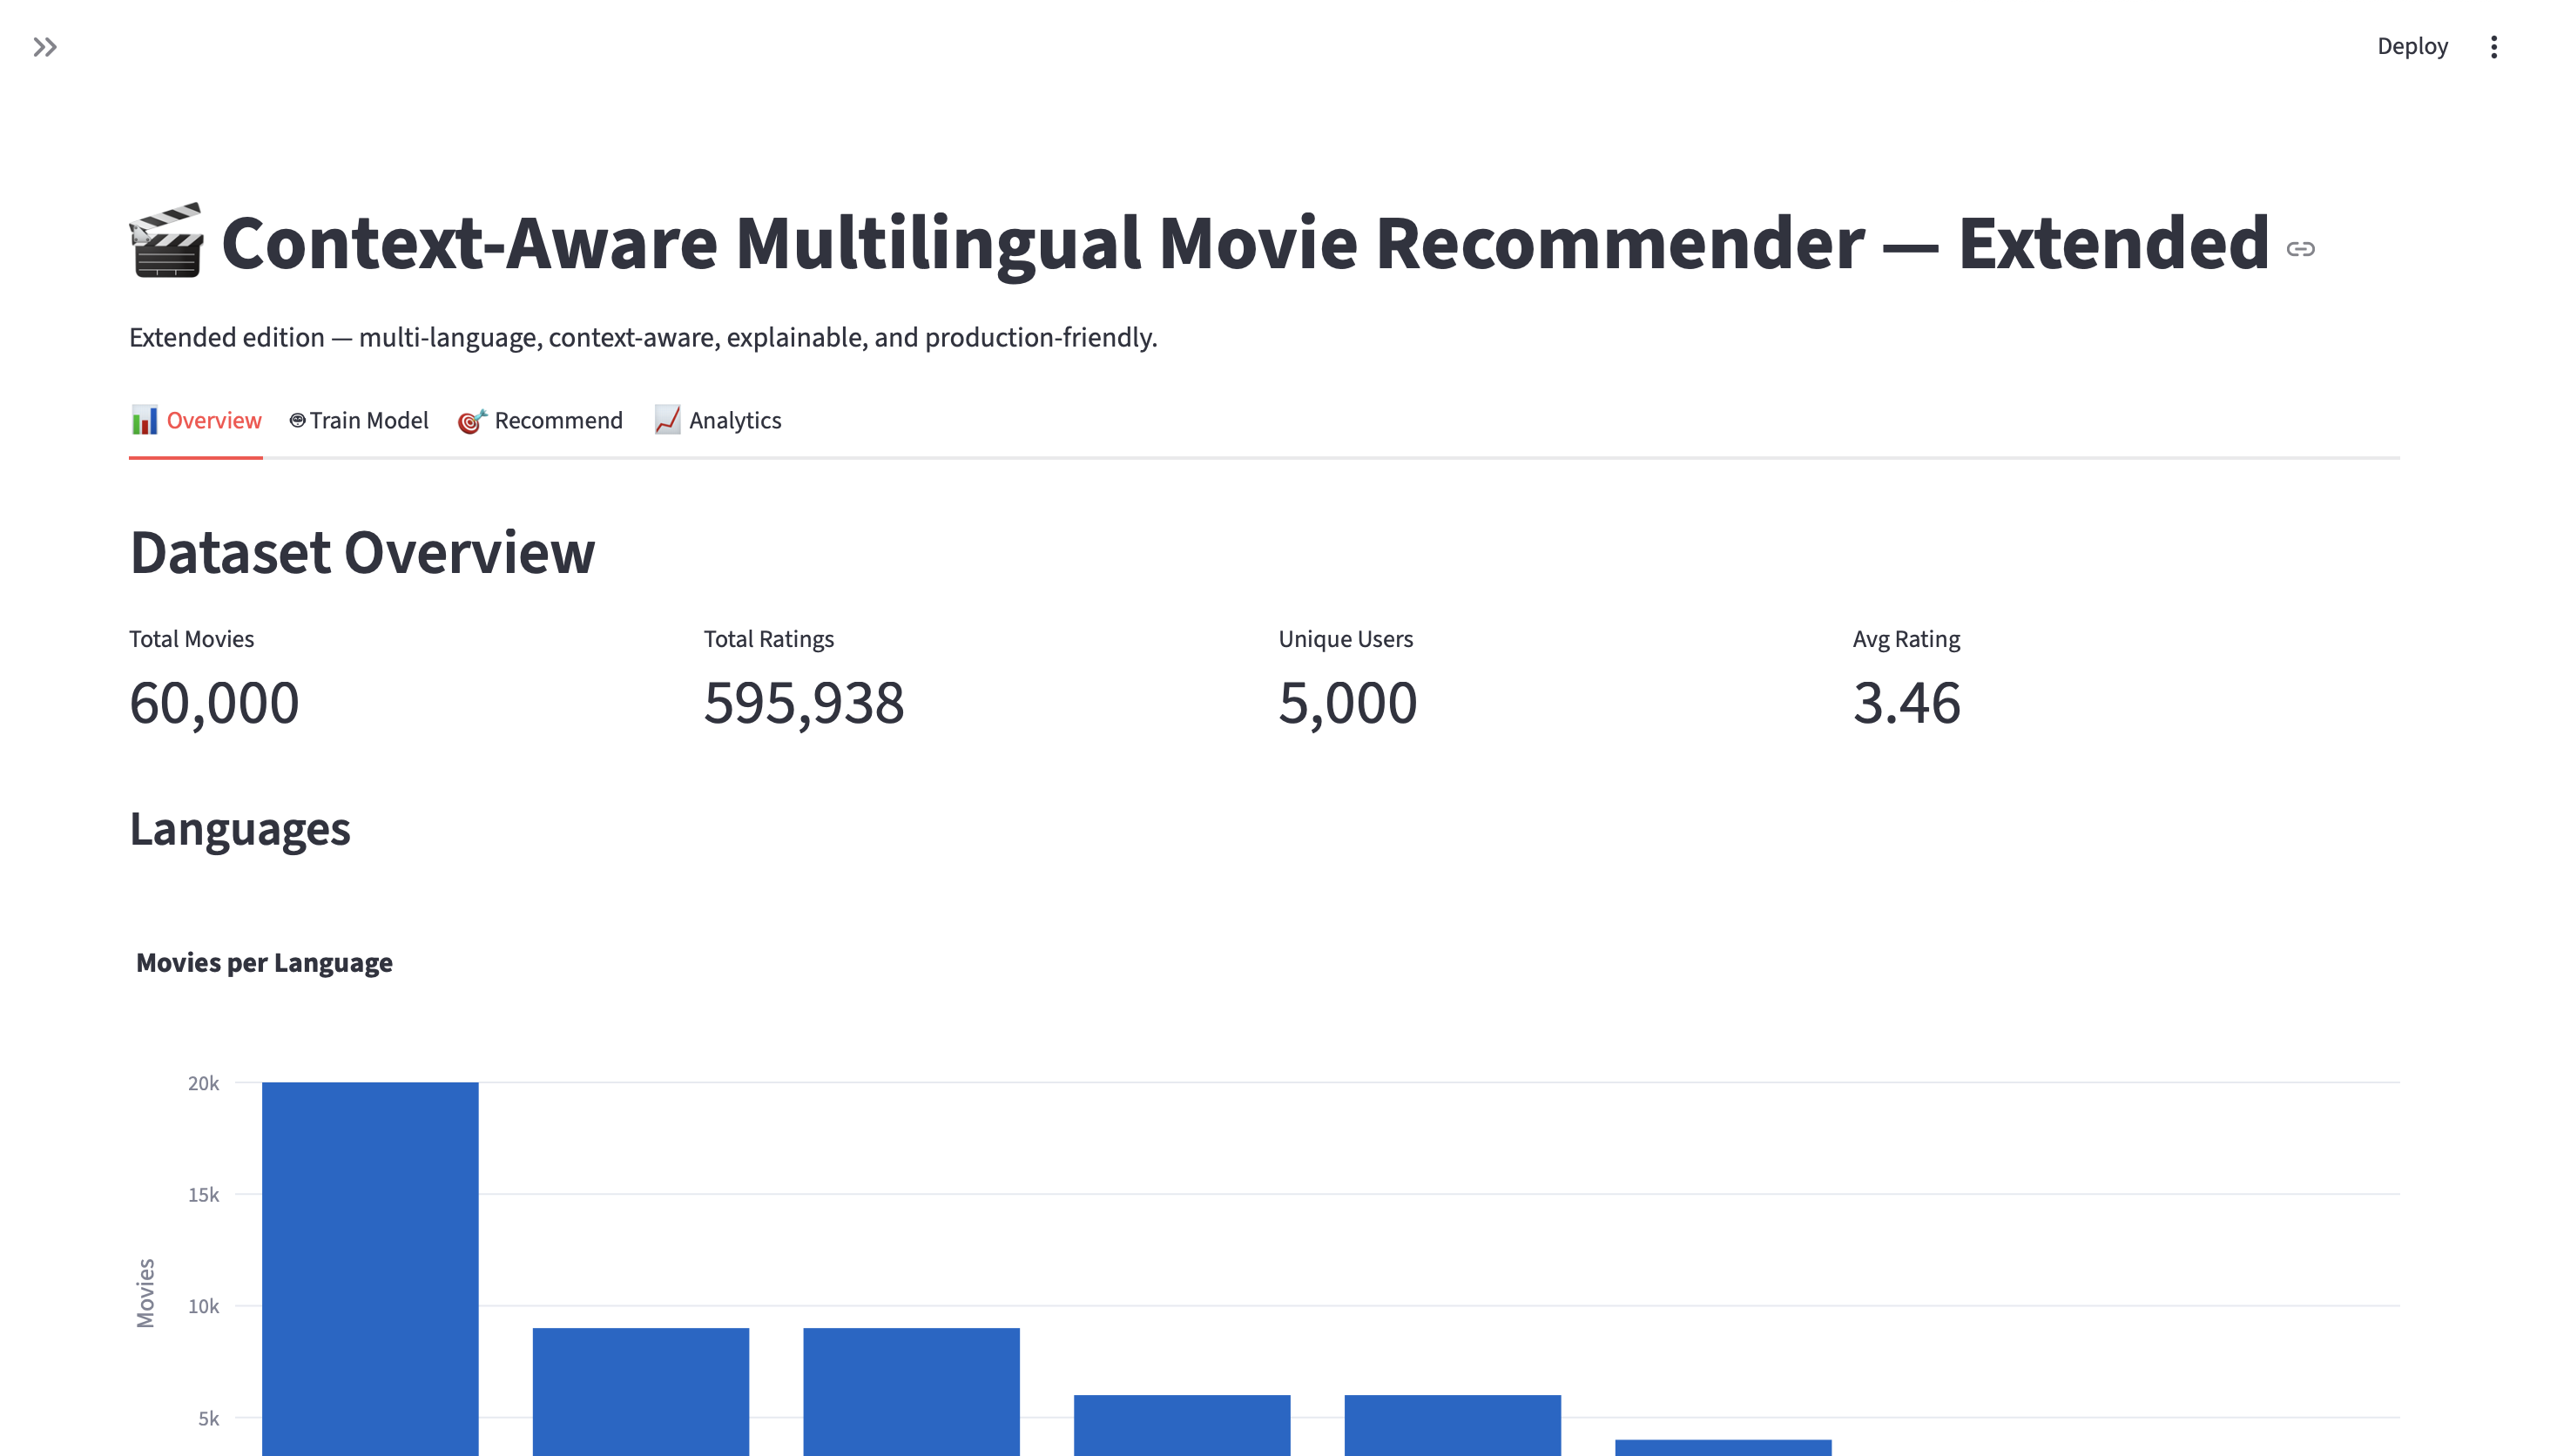 Deploy
Context-Aware Multilingual Movie Recommender — Extended
Extended edition — multi-language, context-aware, explainable, and production-friendly.
Overview Train Model Recommend Analytics
Dataset Overview
Total Movies Total Ratings Unique Users Avg Rating
60,000 595,938 5,000 3.46
Languages
Movies per Language
20k
15k
10k
5k
Movies